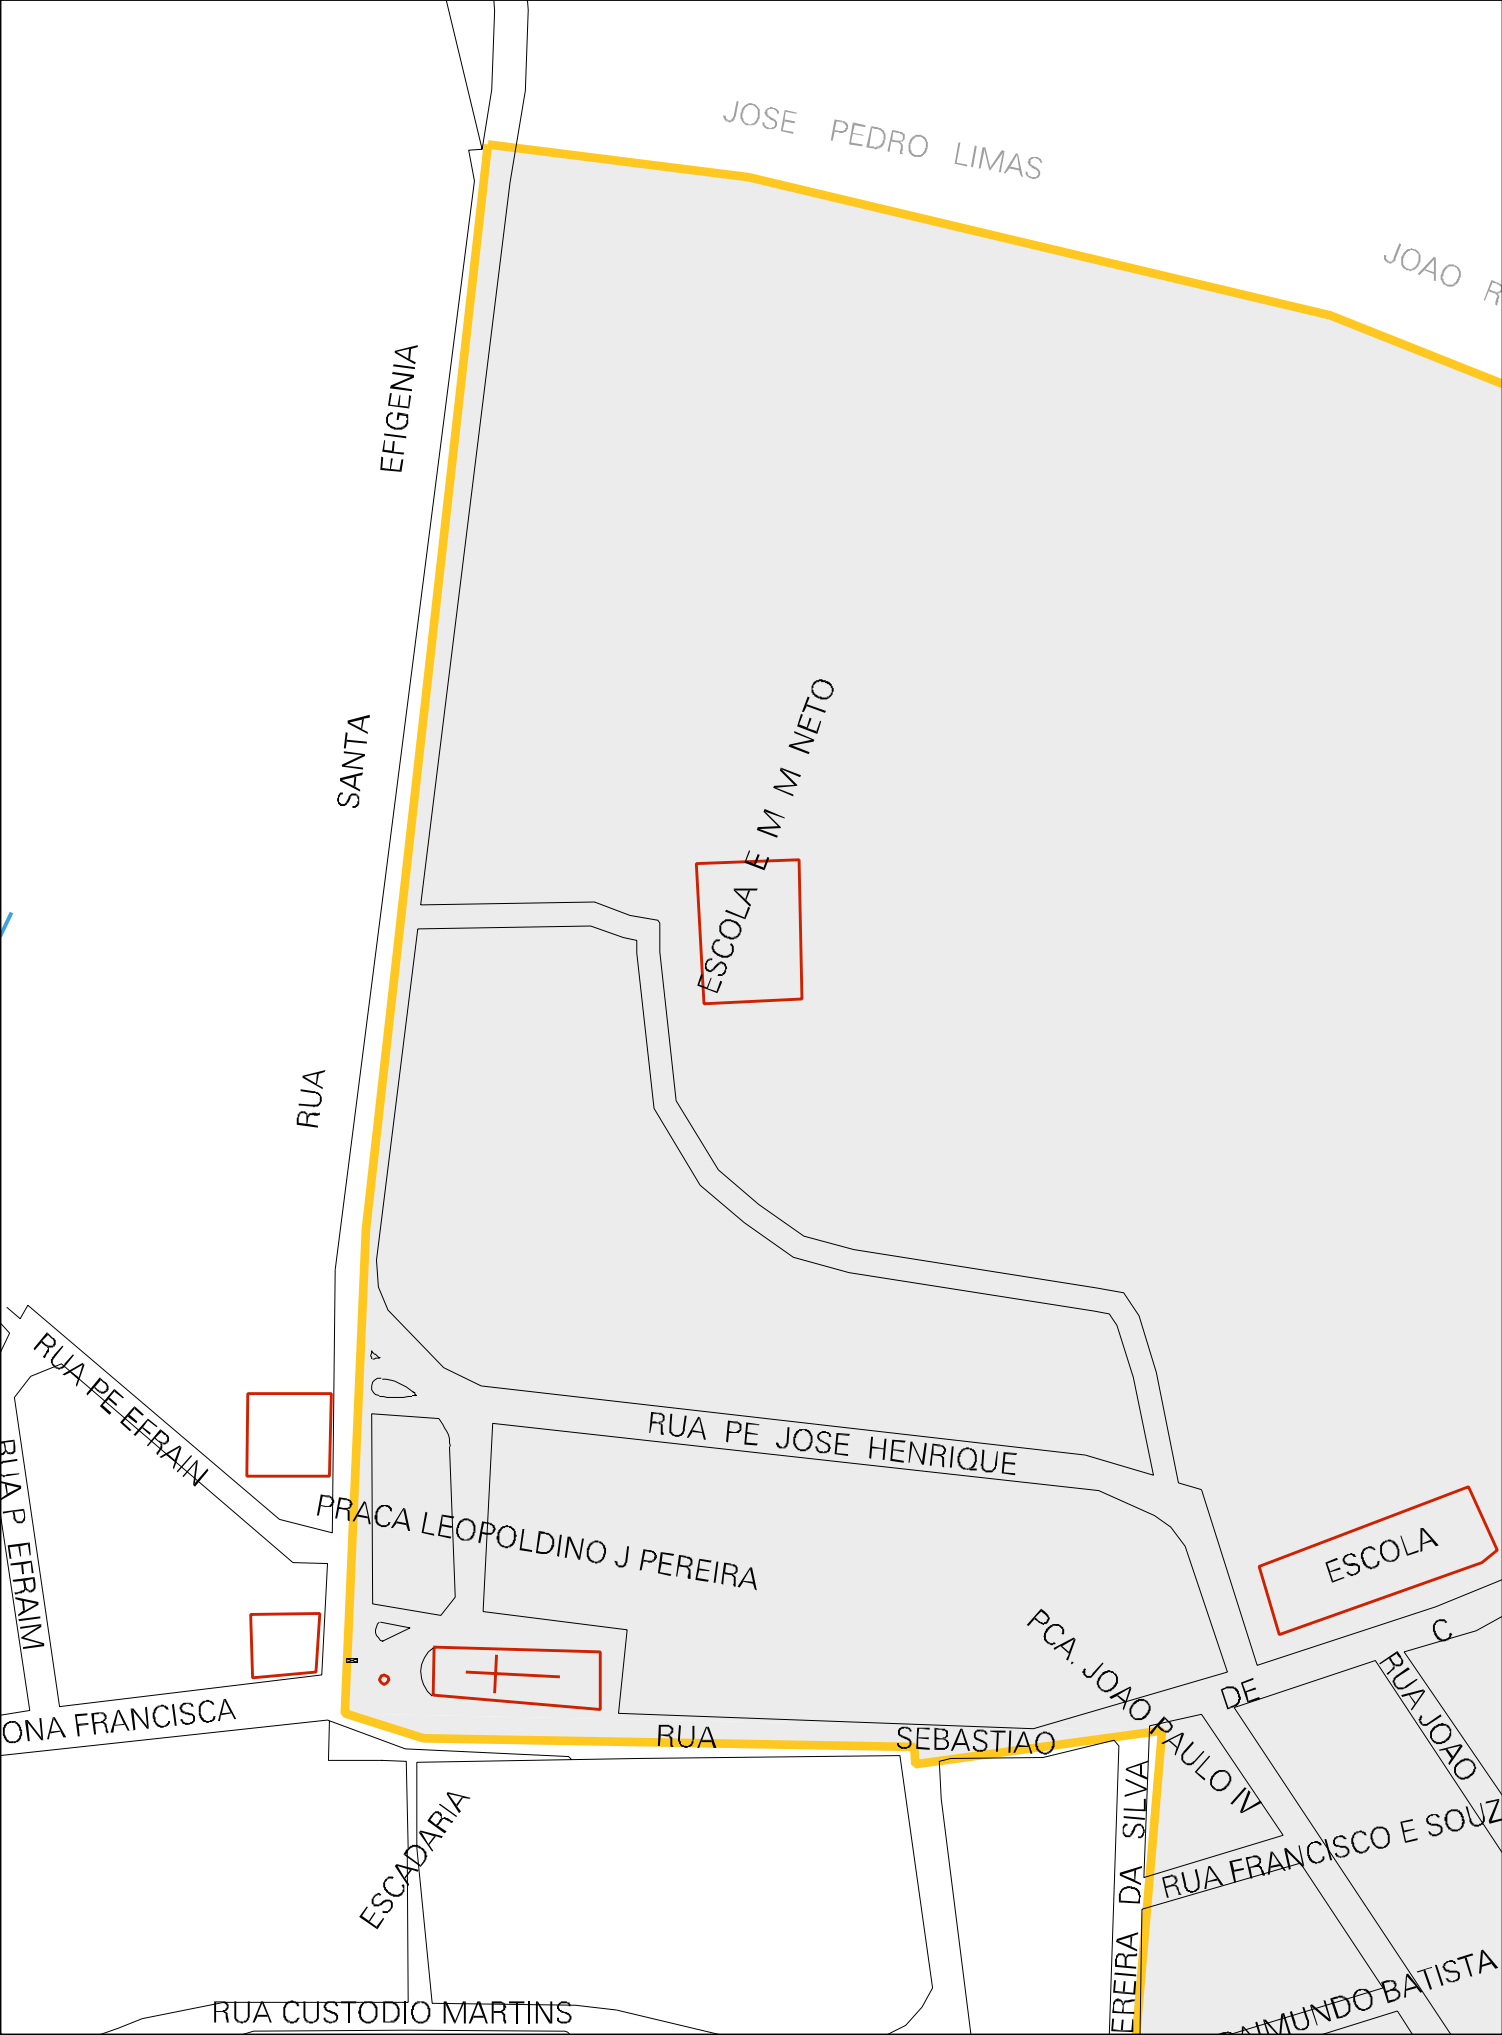 JOSE PEDRO LIMAS
JOAO R
RUA SANTA EFIGENIA
ESCOLA E M M NETO
RUA PE EFRAIN
RUA P EFRAIM
RUA PE JOSE HENRIQUE
PRACA LEOPOLDINO J PEREIRA
ESCOLA
PCA. JOAO PAULO IV
ONA FRANCISCA
RUA SEBASTIAO DE C
RUA JOAO
ESCADARIA
EREIRA DA SILVA
RUA FRANCISCO E SOUZ
AIMUNDO BATISTA
RUA CUSTODIO MARTINS